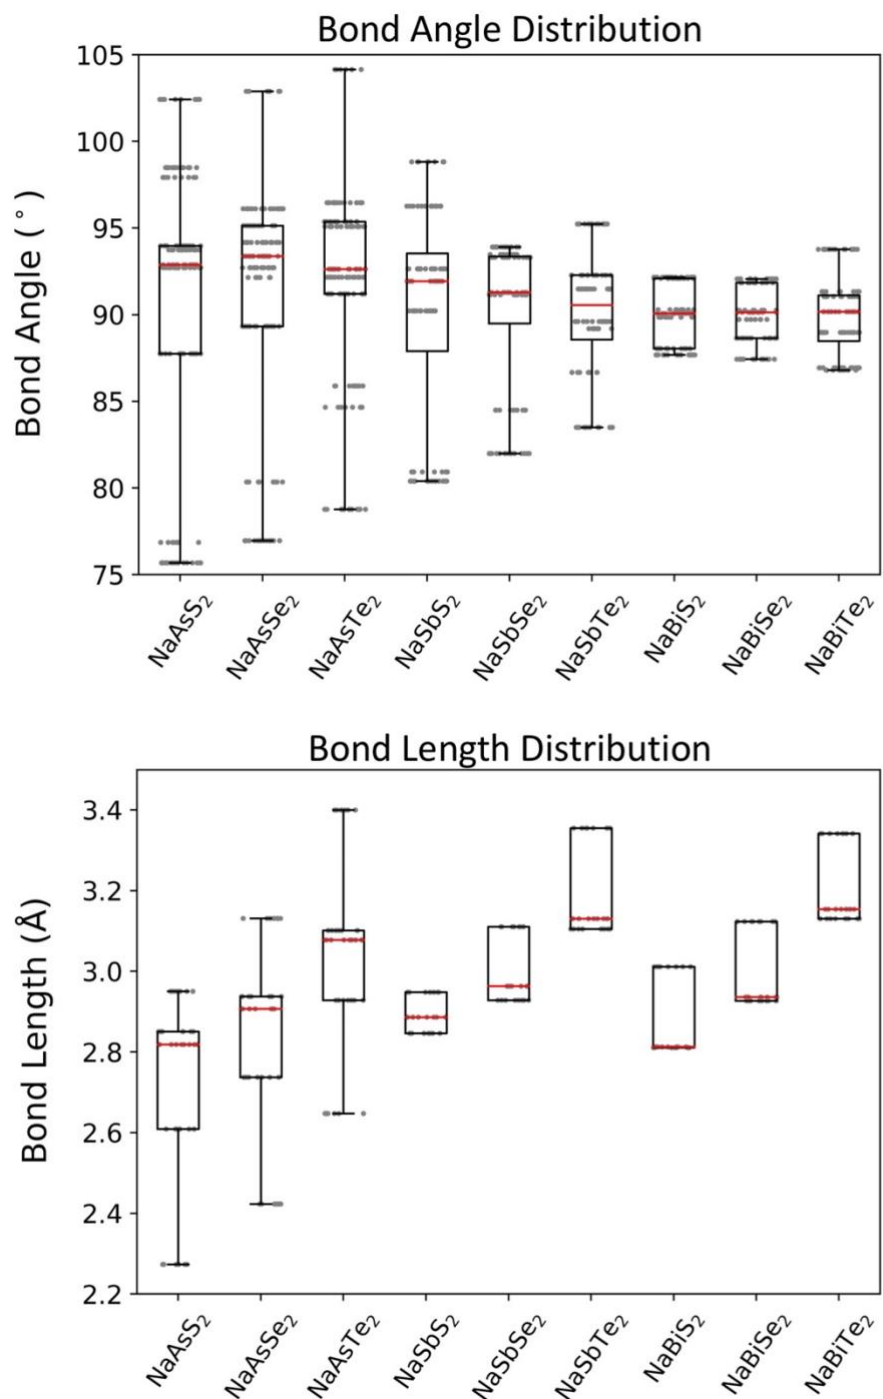 Bond Angle Distribution
Bond Angle (°)
105
100
95
90
85
80
75
NaAsS₂
NaAsSe₂
NaAsTe₂
NaSbS₂
NaSbSe₂
NaSbTe₂
NaBiS₂
NaBiSe₂
NaBiTe₂
Bond Length Distribution
Bond Length (Å)
3.4
3.2
3.0
2.8
2.6
2.4
2.2
NaAsS₂
NaAsSe₂
NaAsTe₂
NaSbS₂
NaSbSe₂
NaSbTe₂
NaBiS₂
NaBiSe₂
NaBiTe₂